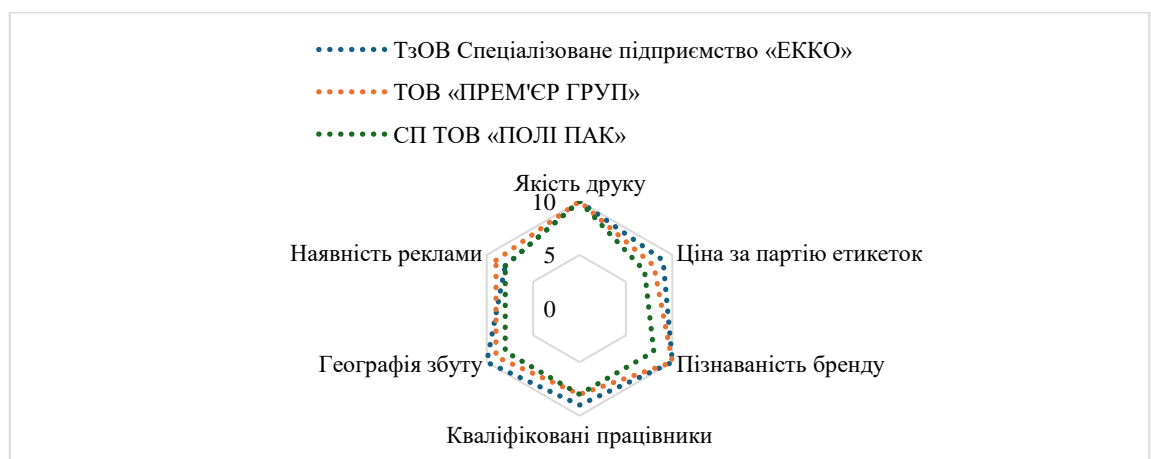 ТзОВ Спеціалізоване підприємство «ЕККО»
ТОВ «ПРЕМ'ЄР ГРУП»
СП ТОВ «ПОЛІ ПАК»
Якість друку
10
Наявність реклами
5
Ціна за партію етикеток
0
Географія збуту
Пізнаваність бренду
Кваліфіковані працівники